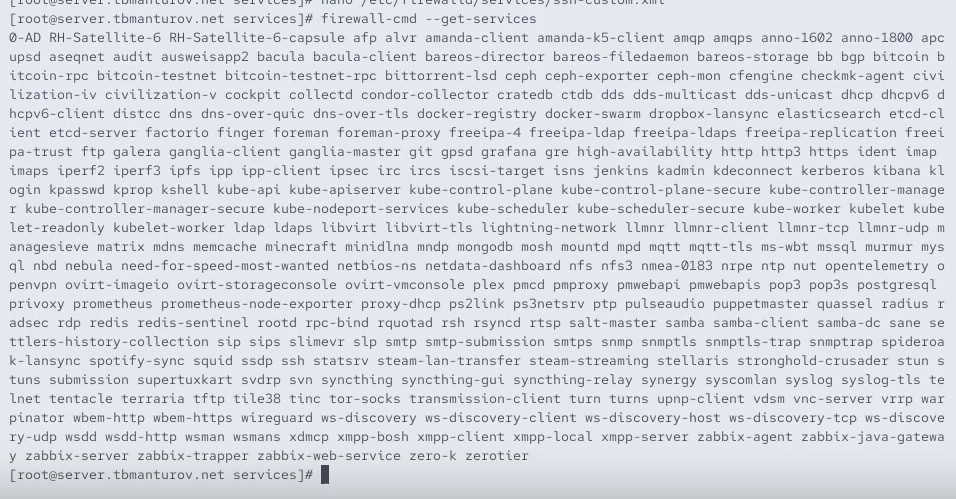 [root@server.tbmanturov.net services]# nano /etc/firewalld/services/ssh-custom.xml
[root@server.tbmanturov.net services]# firewall-cmd --get-services
0-AD RH-Satellite-6 RH-Satellite-6-capsule afp alvr amanda-client amanda-k5-client amqp amqps anno-1602 anno-1800 apc
upsd aseqnet audit ausweisapp2 bacula bacula-client bareos-director bareos-filedaemon bareos-storage bb bgp bitcoin b
itcoin-rpc bitcoin-testnet bitcoin-testnet-rpc bittorrent-lsd ceph ceph-exporter ceph-mon cfengine checkmk-agent civi
lization-iv civilization-v cockpit collectd condor-collector cratedb ctdb dds dds-multicast dds-unicast dhcp dhcpv6 d
hcpv6-client distcc dns dns-over-quic dns-over-tls docker-registry docker-swarm dropbox-lansync elasticsearch etcd-cl
ient etcd-server factorio finger foreman foreman-proxy freeipa-4 freeipa-ldap freeipa-ldaps freeipa-replication freei
pa-trust ftp galera ganglia-client ganglia-master git gpsd grafana gre high-availability http http3 https ident imap
imaps iperf2 iperf3 ipfs ipp ipp-client ipsec irc ircs iscsi-target isns jenkins kadmin kdeconnect kerberos kibana kl
ogin kpasswd kprop kshell kube-api kube-apiserver kube-control-plane kube-control-plane-secure kube-controller-manage
r kube-controller-manager-secure kube-nodeport-services kube-scheduler kube-scheduler-secure kube-worker kubelet kube
let-readonly kubelet-worker ldap ldaps libvirt libvirt-tls lightning-network llmnr llmnr-client llmnr-tcp llmnr-udp m
anagesieve matrix mdns memcache minecraft minidlna mndp mongodb mosh mountd mpd mqtt mqtt-tls ms-wbt mssql murmur mys
ql nbd nebula need-for-speed-most-wanted netbios-ns netdata-dashboard nfs nfs3 nmea-0183 nrpe ntp nut opentelemetry o
penvpn ovirt-imageio ovirt-storageconsole ovirt-vmconsole plex pmcd pmproxy pmwebapi pmwebapis pop3 pop3s postgresql
privoxy prometheus prometheus-node-exporter proxy-dhcp ps2link ps3netsrv ptp pulseaudio puppetmaster quassel radius r
adsec rdp redis redis-sentinel rootd rpc-bind rquotad rsh rsyncd rtsp salt-master samba samba-client samba-dc sane se
ttlers-history-collection sip sips slimevr slp smtp smtp-submission smtps snmp snmptls snmptls-trap snmptrap spideroa
k-lansync spotify-sync squid ssdp ssh statsrv steam-lan-transfer steam-streaming stellaris stronghold-crusader stun s
tuns submission supertuxkart svdrp svn syncthing syncthing-gui syncthing-relay synergy syscomlan syslog syslog-tls te
lnet tentacle terraria tftp tile38 tinc tor-socks transmission-client turn turns upnp-client vdsm vnc-server vrrp war
pinator wbem-http wbem-https wireguard ws-discovery ws-discovery-client ws-discovery-host ws-discovery-tcp ws-discove
ry-udp wsdd wsdd-http wsman wsmans xdmcp xmpp-bosh xmpp-client xmpp-local xmpp-server zabbix-agent zabbix-java-gatewa
y zabbix-server zabbix-trapper zabbix-web-service zero-k zerotier
[root@server.tbmanturov.net services]#